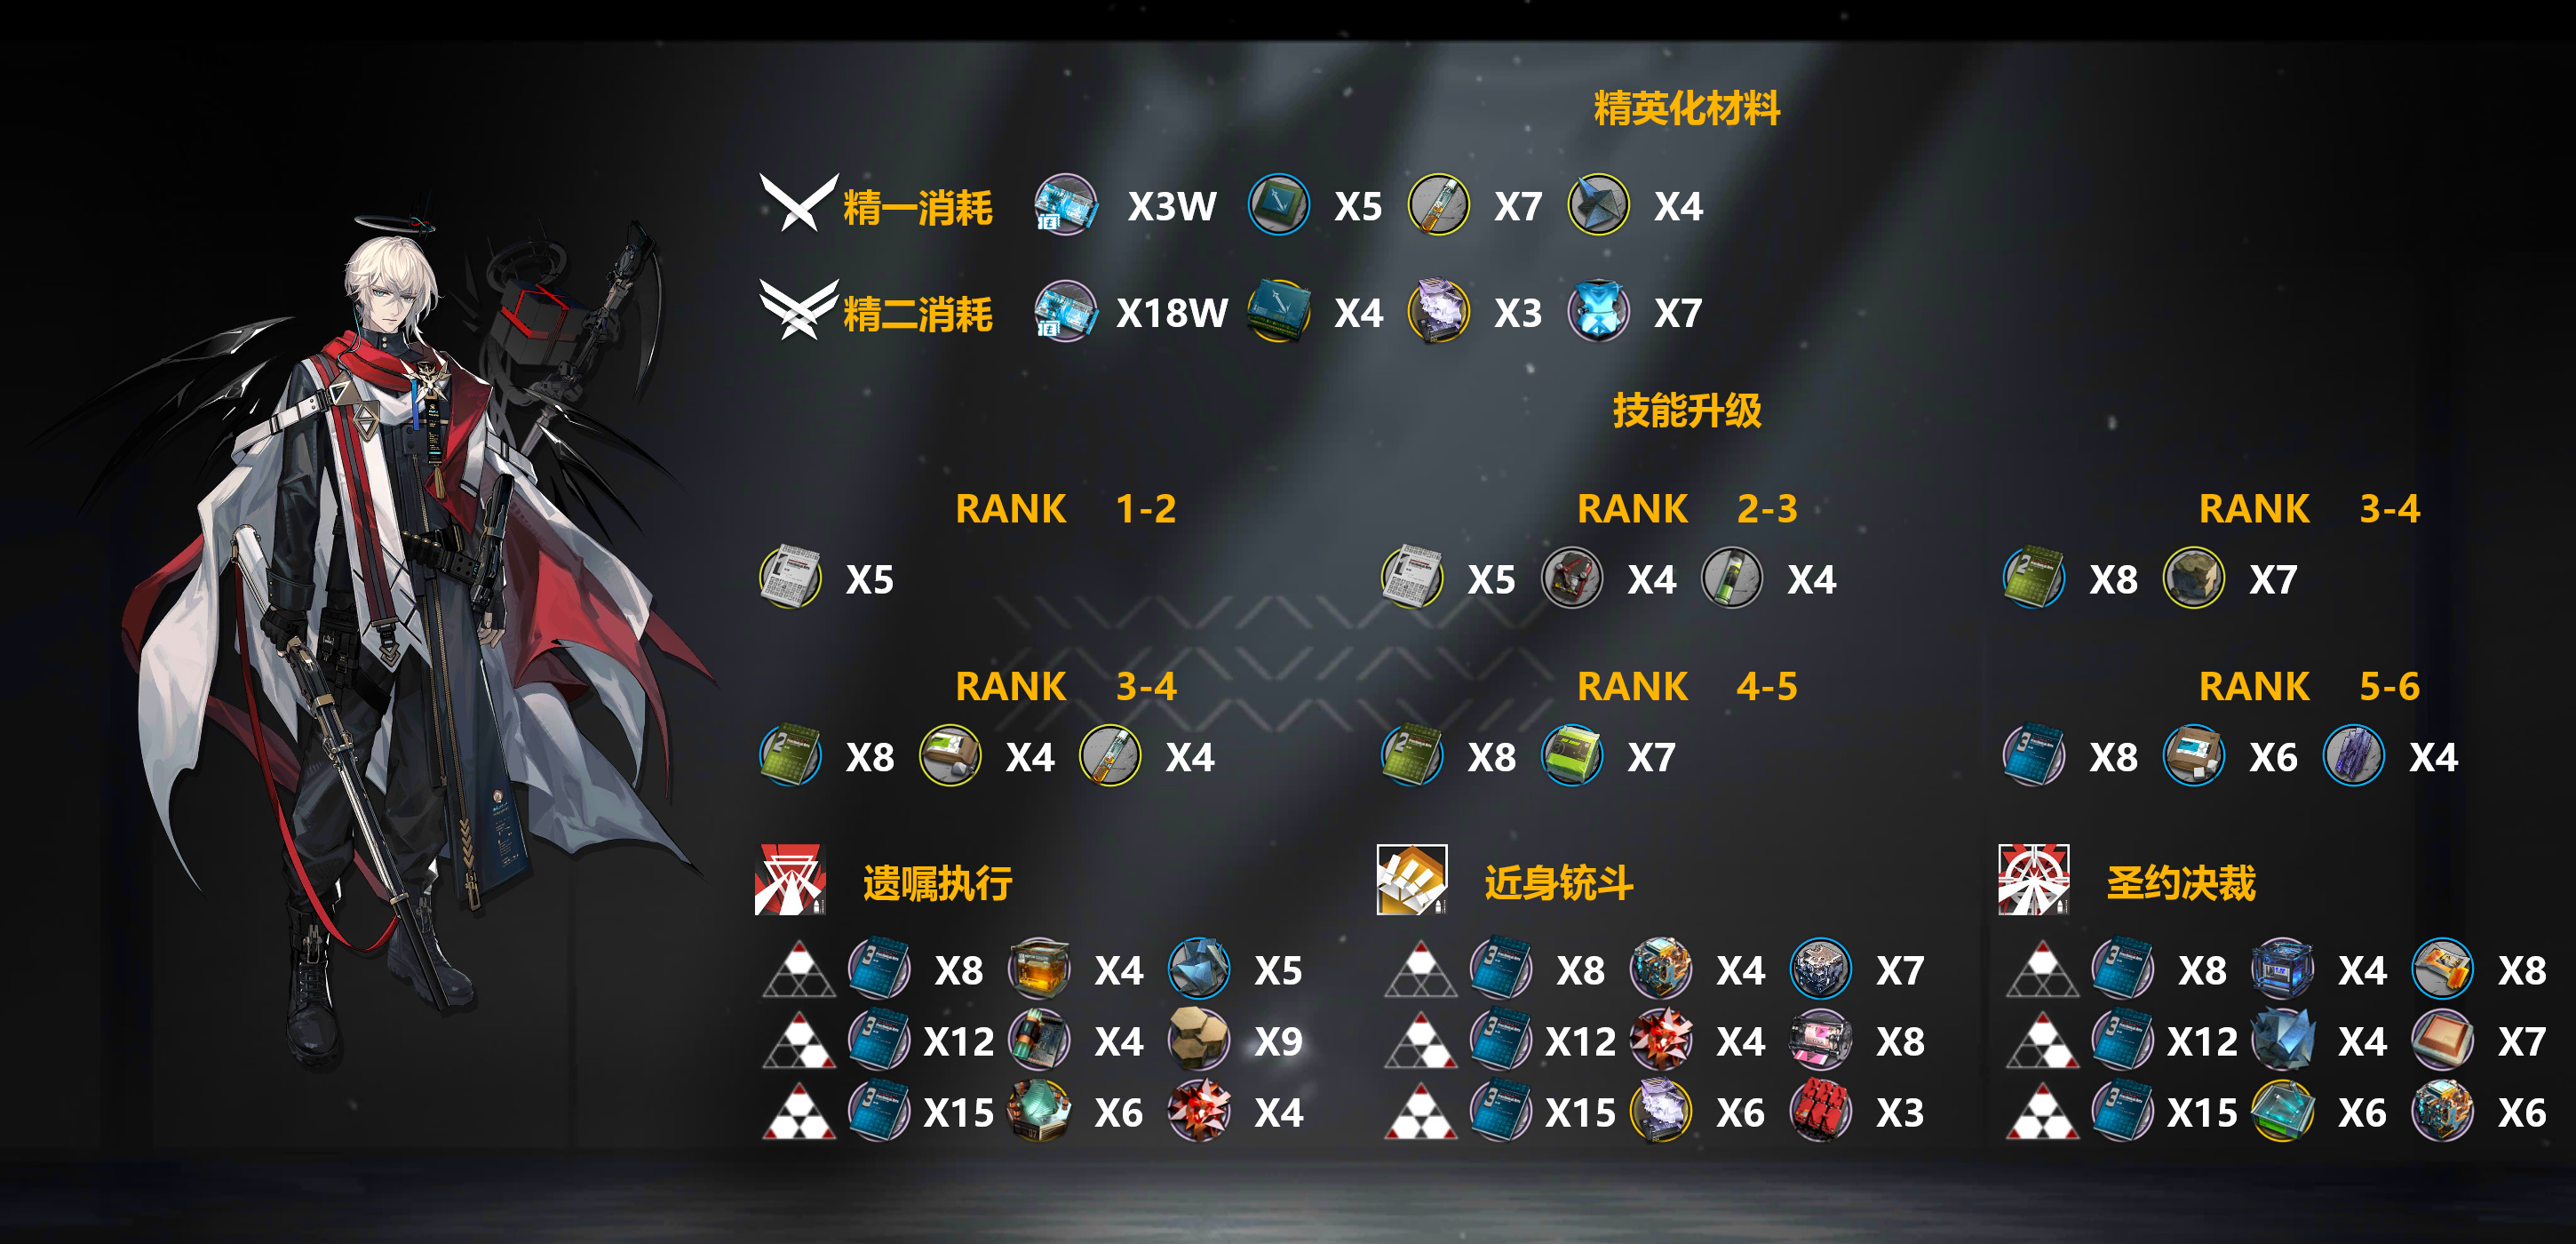 精英化材料
精一消耗 X3W X5 X7 X4
精二消耗 X18W X4 X3 X7
技能升级
RANK 1-2 RANK 2-3 RANK 3-4
X5 X5 X4 X4 X8 X7
RANK 3-4 RANK 4-5 RANK 5-6
X8 X4 X4 X8 X7 X8 X6 X4
遗嘱执行 近身铳斗 圣约决裁
X8 X4 X5 X8 X4 X7 X8 X4 X8
X12 X4 X9 X12 X4 X8 X12 X4 X7
X15 X6 X4 X15 X6 X3 X15 X6 X6